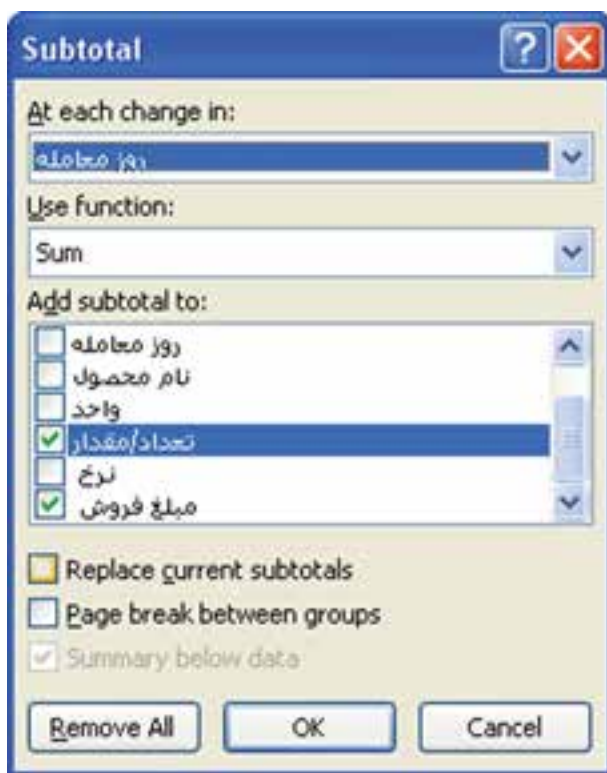 Subtotal
At each change in:
روز معامله
Use function:
Sum
Add subtotal to:
روز معامله
نام محصول
واحد
تعداد/مقدار
نرخ
مبلغ فروش
Replace current subtotals
Page break between groups
Summary below data
Remove All OK Cancel